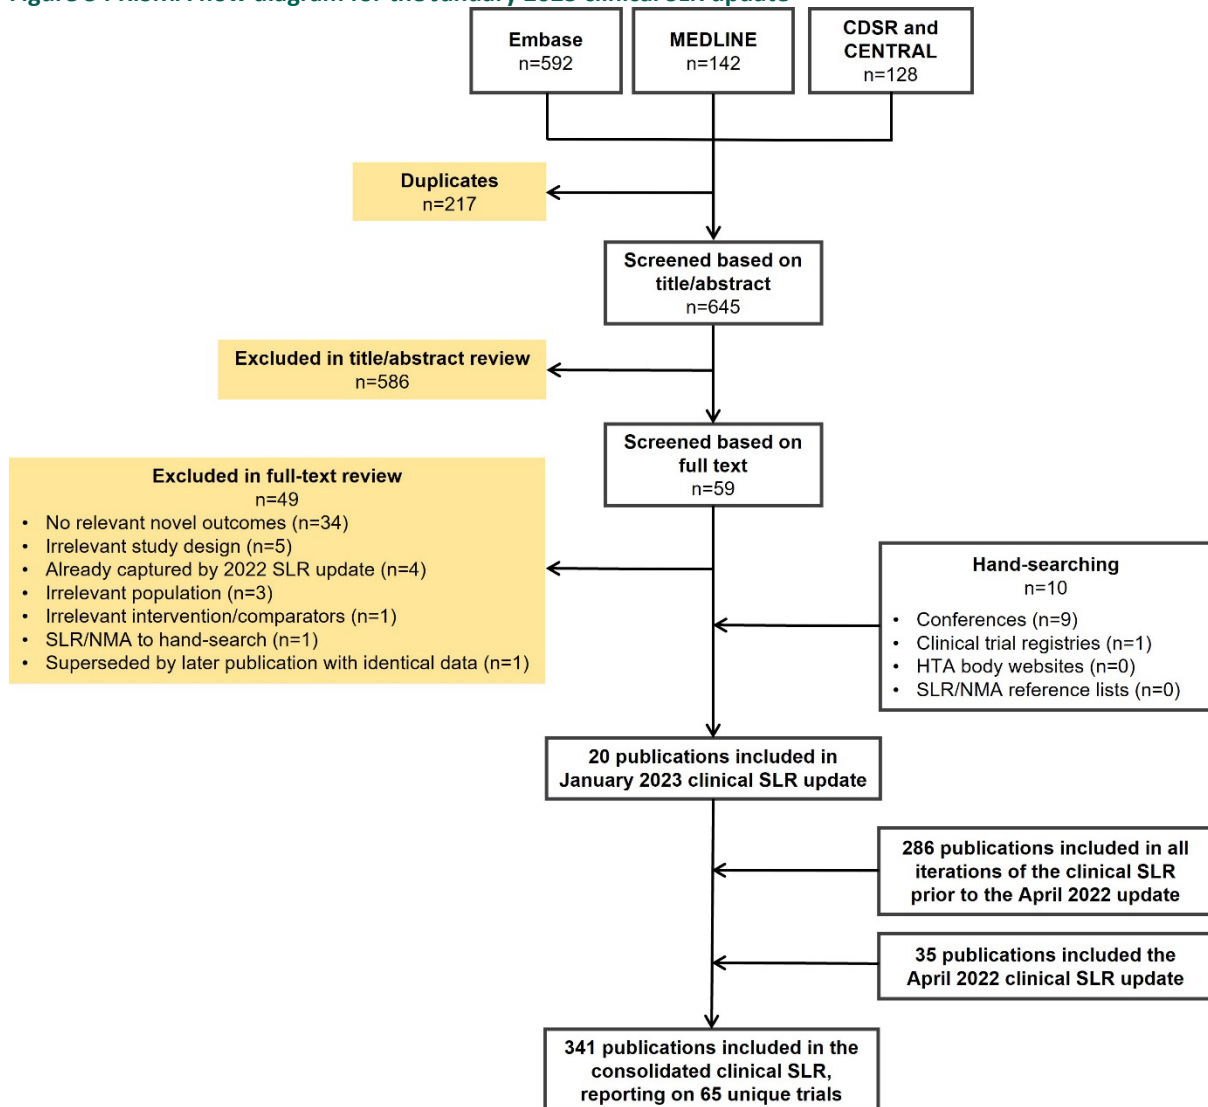 Embase
n=592
MEDLINE
n=142
CDSR and
CENTRAL
n=128
Duplicates
n=217
Screened based on
title/abstract
n=645
Excluded in title/abstract review
n=586
Screened based on
full text
n=59
Excluded in full-text review
n=49
• No relevant novel outcomes (n=34)
• Irrelevant study design (n=5)
• Already captured by 2022 SLR update (n=4)
• Irrelevant population (n=3)
• Irrelevant intervention/comparators (n=1)
• SLR/NMA to hand-search (n=1)
• Superseded by later publication with identical data (n=1)
Hand-searching
n=10
• Conferences (n=9)
• Clinical trial registries (n=1)
• HTA body websites (n=0)
• SLR/NMA reference lists (n=0)
20 publications included in
January 2023 clinical SLR update
286 publications included in all
iterations of the clinical SLR
prior to the April 2022 update
35 publications included the
April 2022 clinical SLR update
341 publications included in the
consolidated clinical SLR,
reporting on 65 unique trials